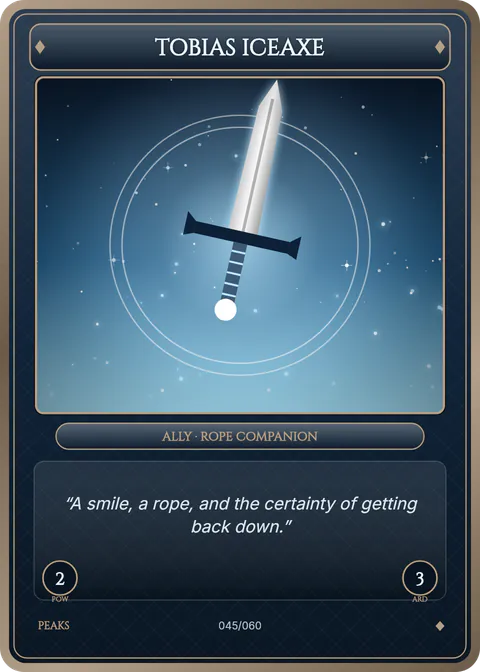 TOBIAS ICEAXE
ALLY · ROPE COMPANION
“A smile, a rope, and the certainty of getting
back down.”
2
POW
3
ARD
PEAKS
045/060